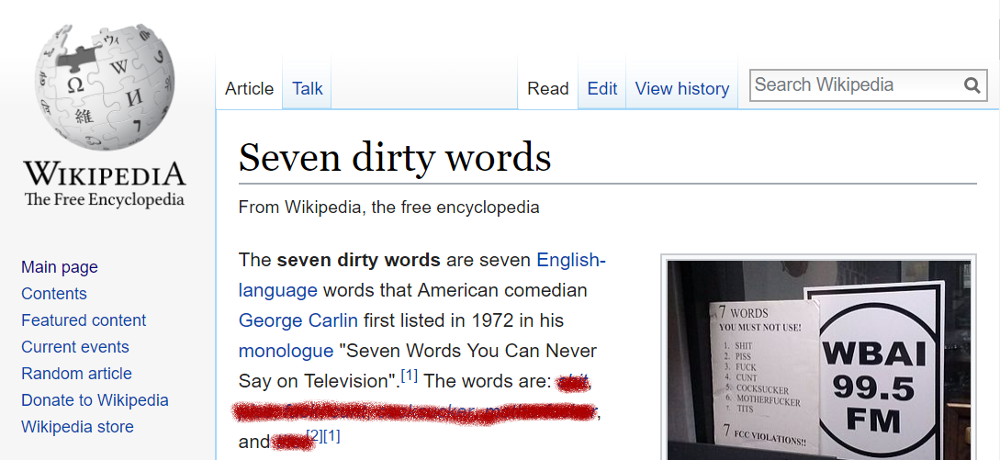 WIKIPEDIA
The Free Encyclopedia
Main page
Contents
Featured content
Current events
Random article
Donate to Wikipedia
Wikipedia store
Article
Talk
Read
Edit
View history
Search Wikipedia
Seven dirty words
From Wikipedia, the free encyclopedia
The seven dirty words are seven English-
language words that American comedian
George Carlin first listed in 1972 in his
monologue "Seven Words You Can Never
Say on Television".[1] The words are:
and [2][1]
7 WORDS
YOU MUST NOT USE!
1. SHIT
2. PISS
3. FUCK
4. CUNT
5. COCKSUCKER
6. MOTHERFUCKER
7. TITS
7 FCC VIOLATIONS!!
WBAI
99.5
FM